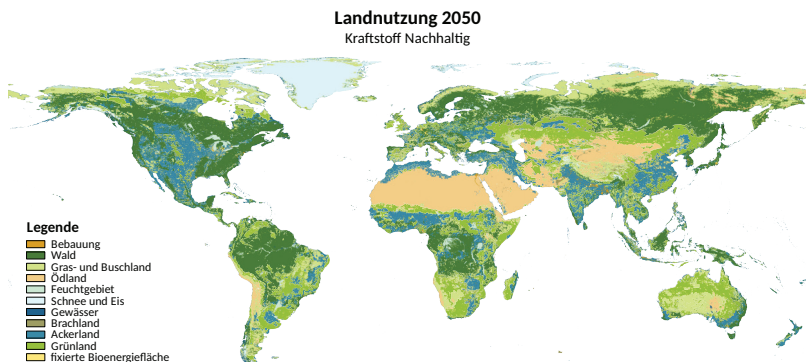 Landnutzung 2050
Kraftstoff Nachhaltig
Legende
Bebauung
Wald
Gras- und Buschland
Ödland
Feuchtgebiet
Schnee und Eis
Gewässer
Brachland
Ackerland
Grünland
fixierte Bioenergiefläche